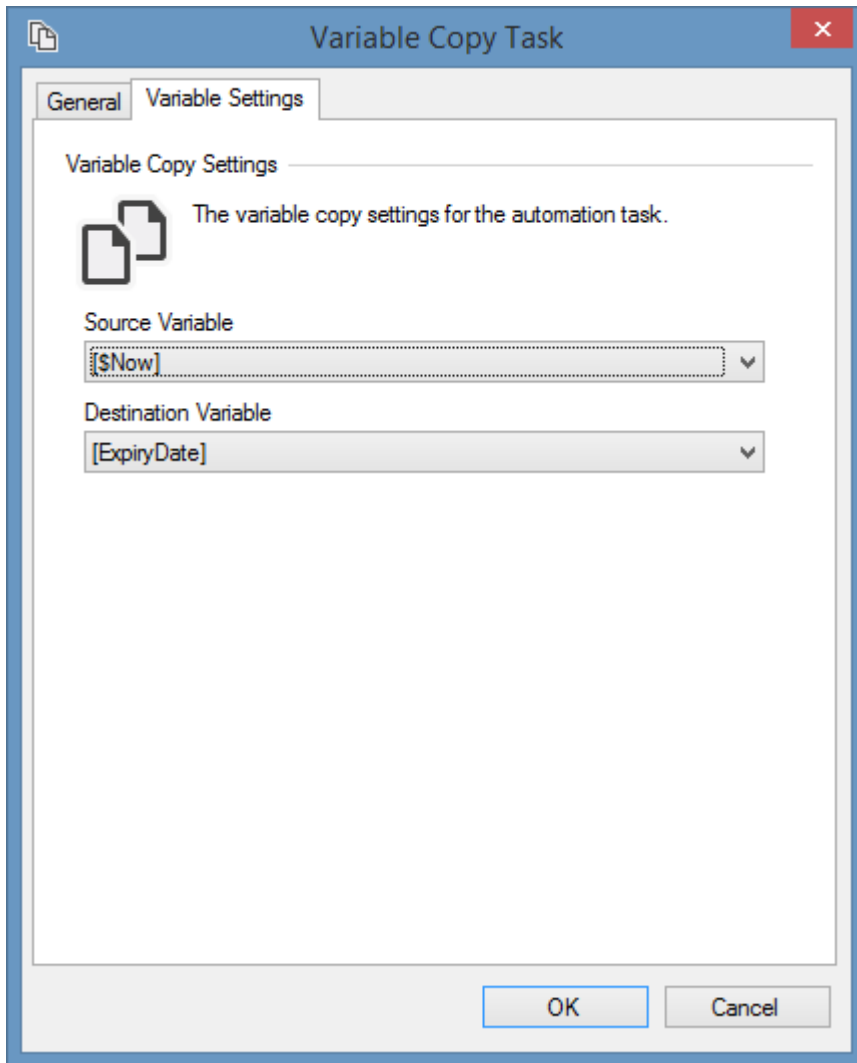 Variable Copy Task
General
Variable Settings
Variable Copy Settings
The variable copy settings for the automation task.
Source Variable
[$Now]
Destination Variable
[ExpiryDate]
OK
Cancel